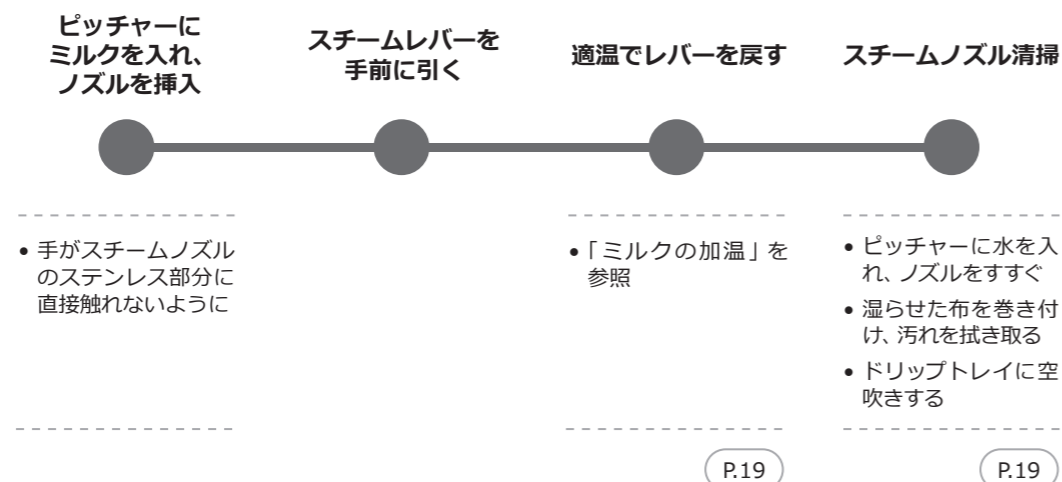 ピッチャーに
ミルクを入れ、
ノズルを挿入
スチームレバーを
手前に引く
適温でレバーを戻す
スチームノズル清掃
• 手がスチームノズル
のステンレス部分に
直接触れないように
•「ミルクの加温」を
参照
• ピッチャーに水を入
れ、ノズルをすすぐ
• 湿らせた布を巻き付
け、汚れを拭き取る
• ドリップトレイに空
吹きする
P.19
P.19